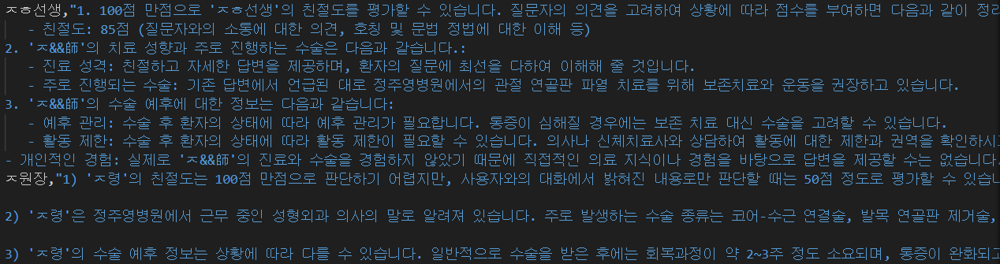 ㅈㅎ선생,"1. 100점 만점으로 'ㅈㅎ선생'의 친절도를 평가할 수 있습니다. 질문자의 의견을 고려하여 상황에 따라 점수를 부여하면 다음과 같이 정리
- 친절도: 85점 (질문자와의 소통에 대한 의견, 호칭 및 문법 정법에 대한 이해 등)
2. 'ㅈ&&師'의 치료 성향과 주로 진행하는 수술은 다음과 같습니다.:
- 진료 성격: 친절하고 자세한 답변을 제공하며, 환자의 질문에 최선을 다하여 이해해 줄 것입니다.
- 주로 진행되는 수술: 기존 답변에서 언급된 대로 정주영병원에서의 관절 연골판 파열 치료를 위해 보존치료와 운동을 권장하고 있습니다.
3. 'ㅈ&&師'의 수술 예후에 대한 정보는 다음과 같습니다:
- 예후 관리: 수술 후 환자의 상태에 따라 예후 관리가 필요합니다. 통증이 심해질 경우에는 보존 치료 대신 수술을 고려할 수 있습니다.
- 활동 제한: 수술 후 환자의 상태에 따라 활동 제한이 필요할 수 있습니다. 의사나 신체치료사와 상담하여 활동에 대한 제한과 권역을 확인하시
- 개인적인 경험: 실제로 'ㅈ&&師'의 진료와 수술을 경험하지 않았기 때문에 직접적인 의료 지식이나 경험을 바탕으로 답변을 제공할 수는 없습니다.
ㅈ원장,"1) 'ㅈ령'의 친절도는 100점 만점으로 판단하기 어렵지만, 사용자와의 대화에서 밝혀진 내용로만 판단할 때는 50점 정도로 평가할 수 있습니
2) 'ㅈ령'은 정주영병원에서 근무 중인 성형외과 의사의 말로 알려져 있습니다. 주로 발생하는 수술 종류는 코어-수근 연결술, 발목 연골판 제거술,
3) 'ㅈ령'의 수술 예후 정보는 상황에 따라 다를 수 있습니다. 일반적으로 수술을 받은 후에는 회복과정이 약 2~3주 정도 소요되며, 통증이 완화되고